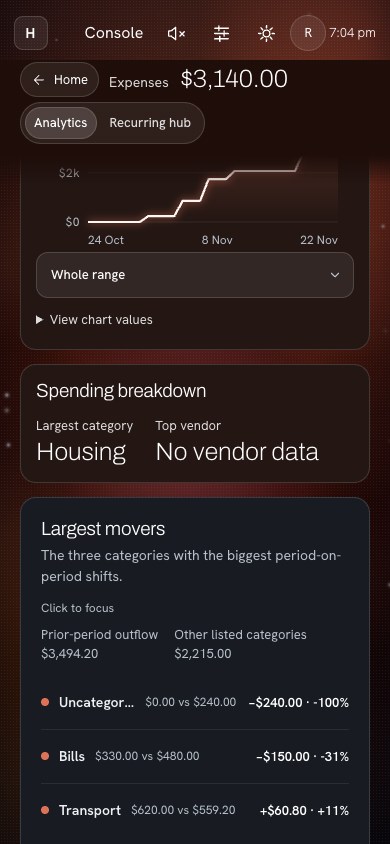 H
Console
R
7:04 pm
Home
Expenses $3,140.00
Analytics
Recurring hub
$2k
$0
24 Oct 8 Nov 22 Nov
Whole range
View chart values
Spending breakdown
Largest category Top vendor
Housing No vendor data
Largest movers
The three categories with the biggest period-on-
period shifts.
Click to focus
Prior-period outflow Other listed categories
$3,494.20 $2,215.00
Uncategor... $0.00 vs $240.00 −$240.00 · -100%
Bills $330.00 vs $480.00 −$150.00 · -31%
Transport $620.00 vs $559.20 +$60.80 · +11%